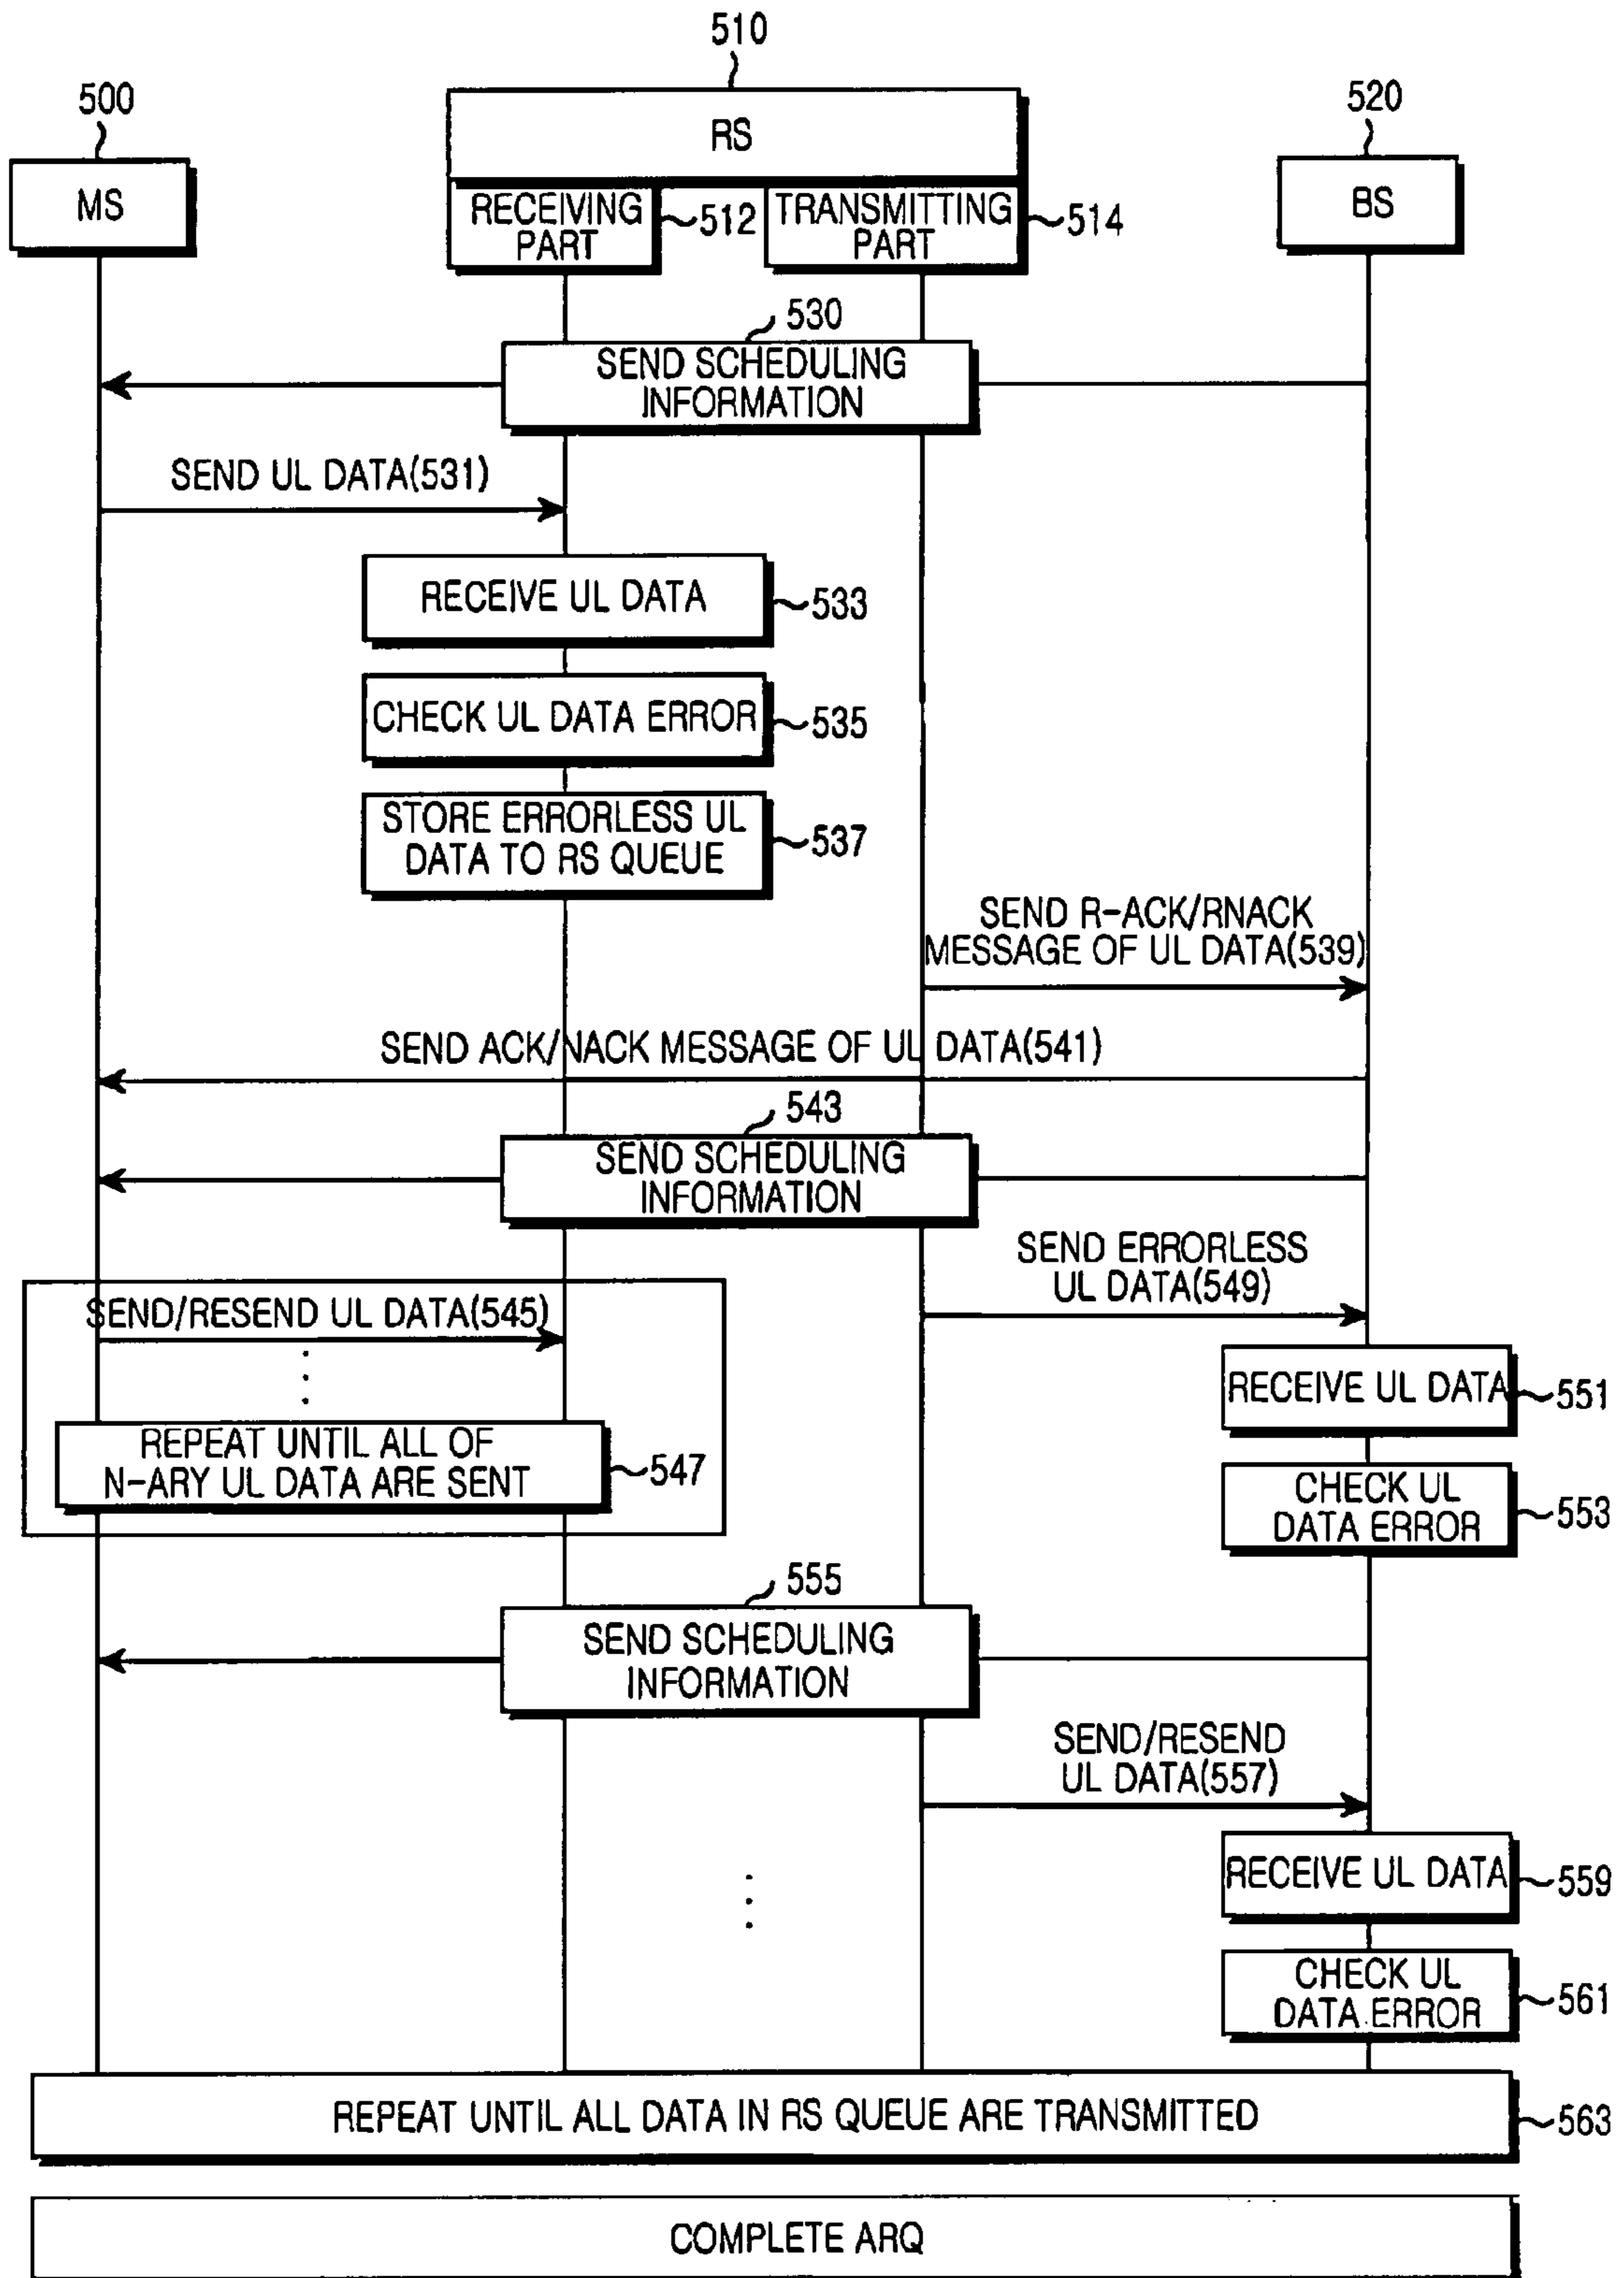 510
500
520
RS
MS
RECEIVING
PART
512
TRANSMITTING
PART
514
BS
530
SEND SCHEDULING
INFORMATION
SEND UL DATA(531)
RECEIVE UL DATA
533
CHECK UL DATA ERROR
535
STORE ERRORLESS UL
DATA TO RS QUEUE
537
SEND R-ACK/RNACK
MESSAGE OF UL DATA(539)
SEND ACK/NACK MESSAGE OF UL DATA(541)
543
SEND SCHEDULING
INFORMATION
SEND ERRORLESS
UL DATA(549)
SEND/RESEND UL DATA(545)
RECEIVE UL DATA
551
REPEAT UNTIL ALL OF
N-ARY UL DATA ARE SENT
547
CHECK UL
DATA ERROR
553
555
SEND SCHEDULING
INFORMATION
SEND/RESEND
UL DATA(557)
RECEIVE UL DATA
559
CHECK UL
DATA ERROR
561
REPEAT UNTIL ALL DATA IN RS QUEUE ARE TRANSMITTED
563
COMPLETE ARQ